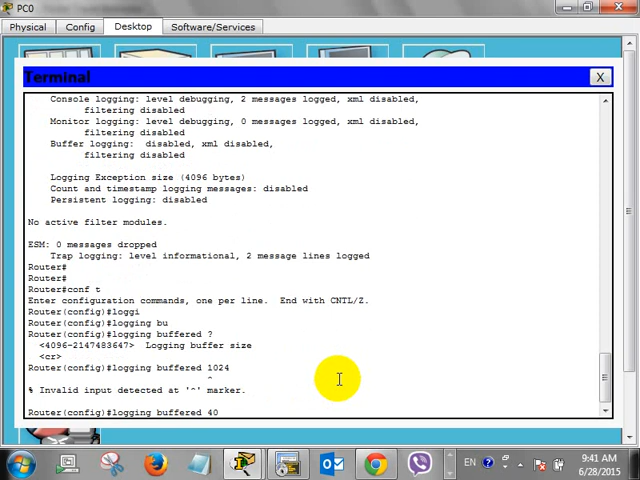 PC0
Physical Config Desktop Software/Services
Terminal X
Console logging: level debugging, 2 messages logged, xml disabled,
filtering disabled
Monitor logging: level debugging, 0 messages logged, xml disabled,
filtering disabled
Buffer logging: disabled, xml disabled,
filtering disabled
Logging Exception size (4096 bytes)
Count and timestamp logging messages: disabled
Persistent logging: disabled
No active filter modules.
ESM: 0 messages dropped
Trap logging: level informational, 2 message lines logged
Router#
Router#
Router#conf t
Enter configuration commands, one per line. End with CNTL/Z.
Router(config)#loggi
Router(config)#logging bu
Router(config)#logging buffered ?
<4096-2147483647> Logging buffer size
<cr>
Router(config)#logging buffered 1024
^
% Invalid input detected at '^' marker.
Router(config)#logging buffered 40
EN
9:41 AM
6/28/2015